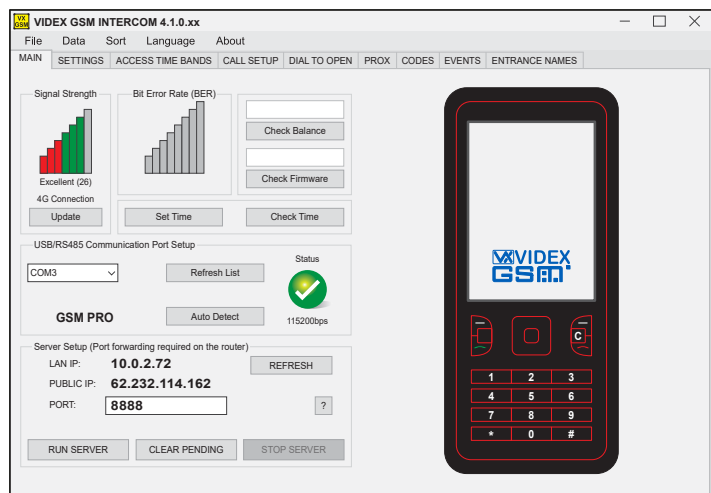 VX GSM VIDEX GSM INTERCOM 4.1.0.xx
File Data Sort Language About
MAIN SETTINGS ACCESS TIME BANDS CALL SETUP DIAL TO OPEN PROX CODES EVENTS ENTRANCE NAMES
Signal Strength
Excellent (26)
4G Connection
Update
Bit Error Rate (BER)
Check Balance
Check Firmware
Set Time
Check Time
USB/RS485 Communication Port Setup
COM3
Refresh List
Status
GSM PRO
Auto Detect
115200bps
Server Setup (Port forwarding required on the router)
LAN IP: 10.0.2.72
REFRESH
PUBLIC IP: 62.232.114.162
PORT: 8888
?
RUN SERVER
CLEAR PENDING
STOP SERVER
VX VIDEX
GSM
C
1 2 3
4 5 6
7 8 9
* 0 #